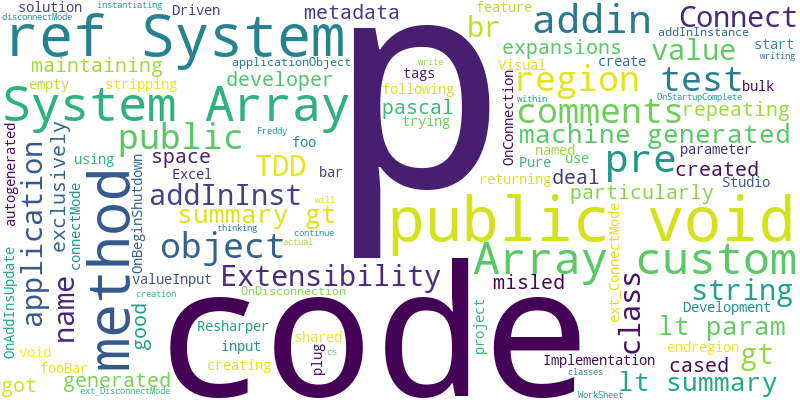 disconnectMode
instantiating
solution
Driven
metadata
addin
Connect
ref System
p
br
feature
addInInstance
maintaining
applicationObject
expansions
value
start
empty
stripping
developer
tags
write
Visual
create
writing
following
region
test
bulk
System Array
pascal
OnConnection
within
OnStartupComplete
trying
comments
repeating
autogenerated
public
Freddy
foo
machine generated
named
parameter
exclusively
using
space
TDD
bar
Pure
use
pre
Studio
application
method
OnBeginShutdown
Excel
returning
deal
created
connectMode
addInInst
will
particularly
summary gt
public void
name
object
thinking
continue
actual
Array custom
OnAddInsUpdate
valueInput
Extensibility
misled
ext_ConnectMode
class
string
creation
OnDisconnection
code
good
Resharper
shared
project
Development
lt param
void
input
plug
cs
endregion
fooBar
creating
Implementation
cased
gt
got
generated
classes
lt summary
ext_DisconnectMode
WorkSheet